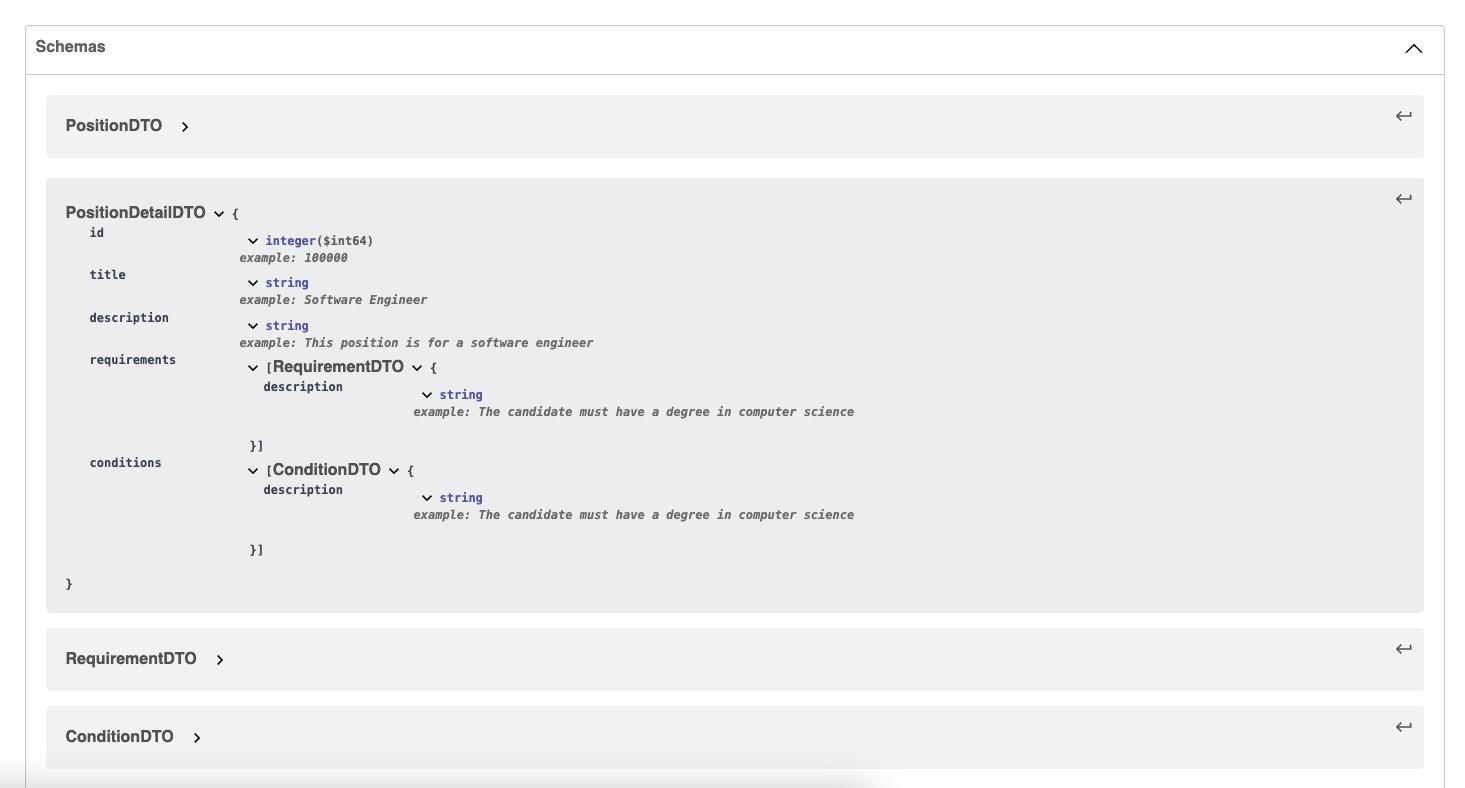 Schemas
PositionDTO
PositionDetailDTO {
id
integer($int64)
example: 100000
title
string
example: Software Engineer
description
string
example: This position is for a software engineer
requirements
[RequirementDTO {
description
string
example: The candidate must have a degree in computer science
}]
conditions
[ConditionDTO {
description
string
example: The candidate must have a degree in computer science
}]
}
RequirementDTO
ConditionDTO